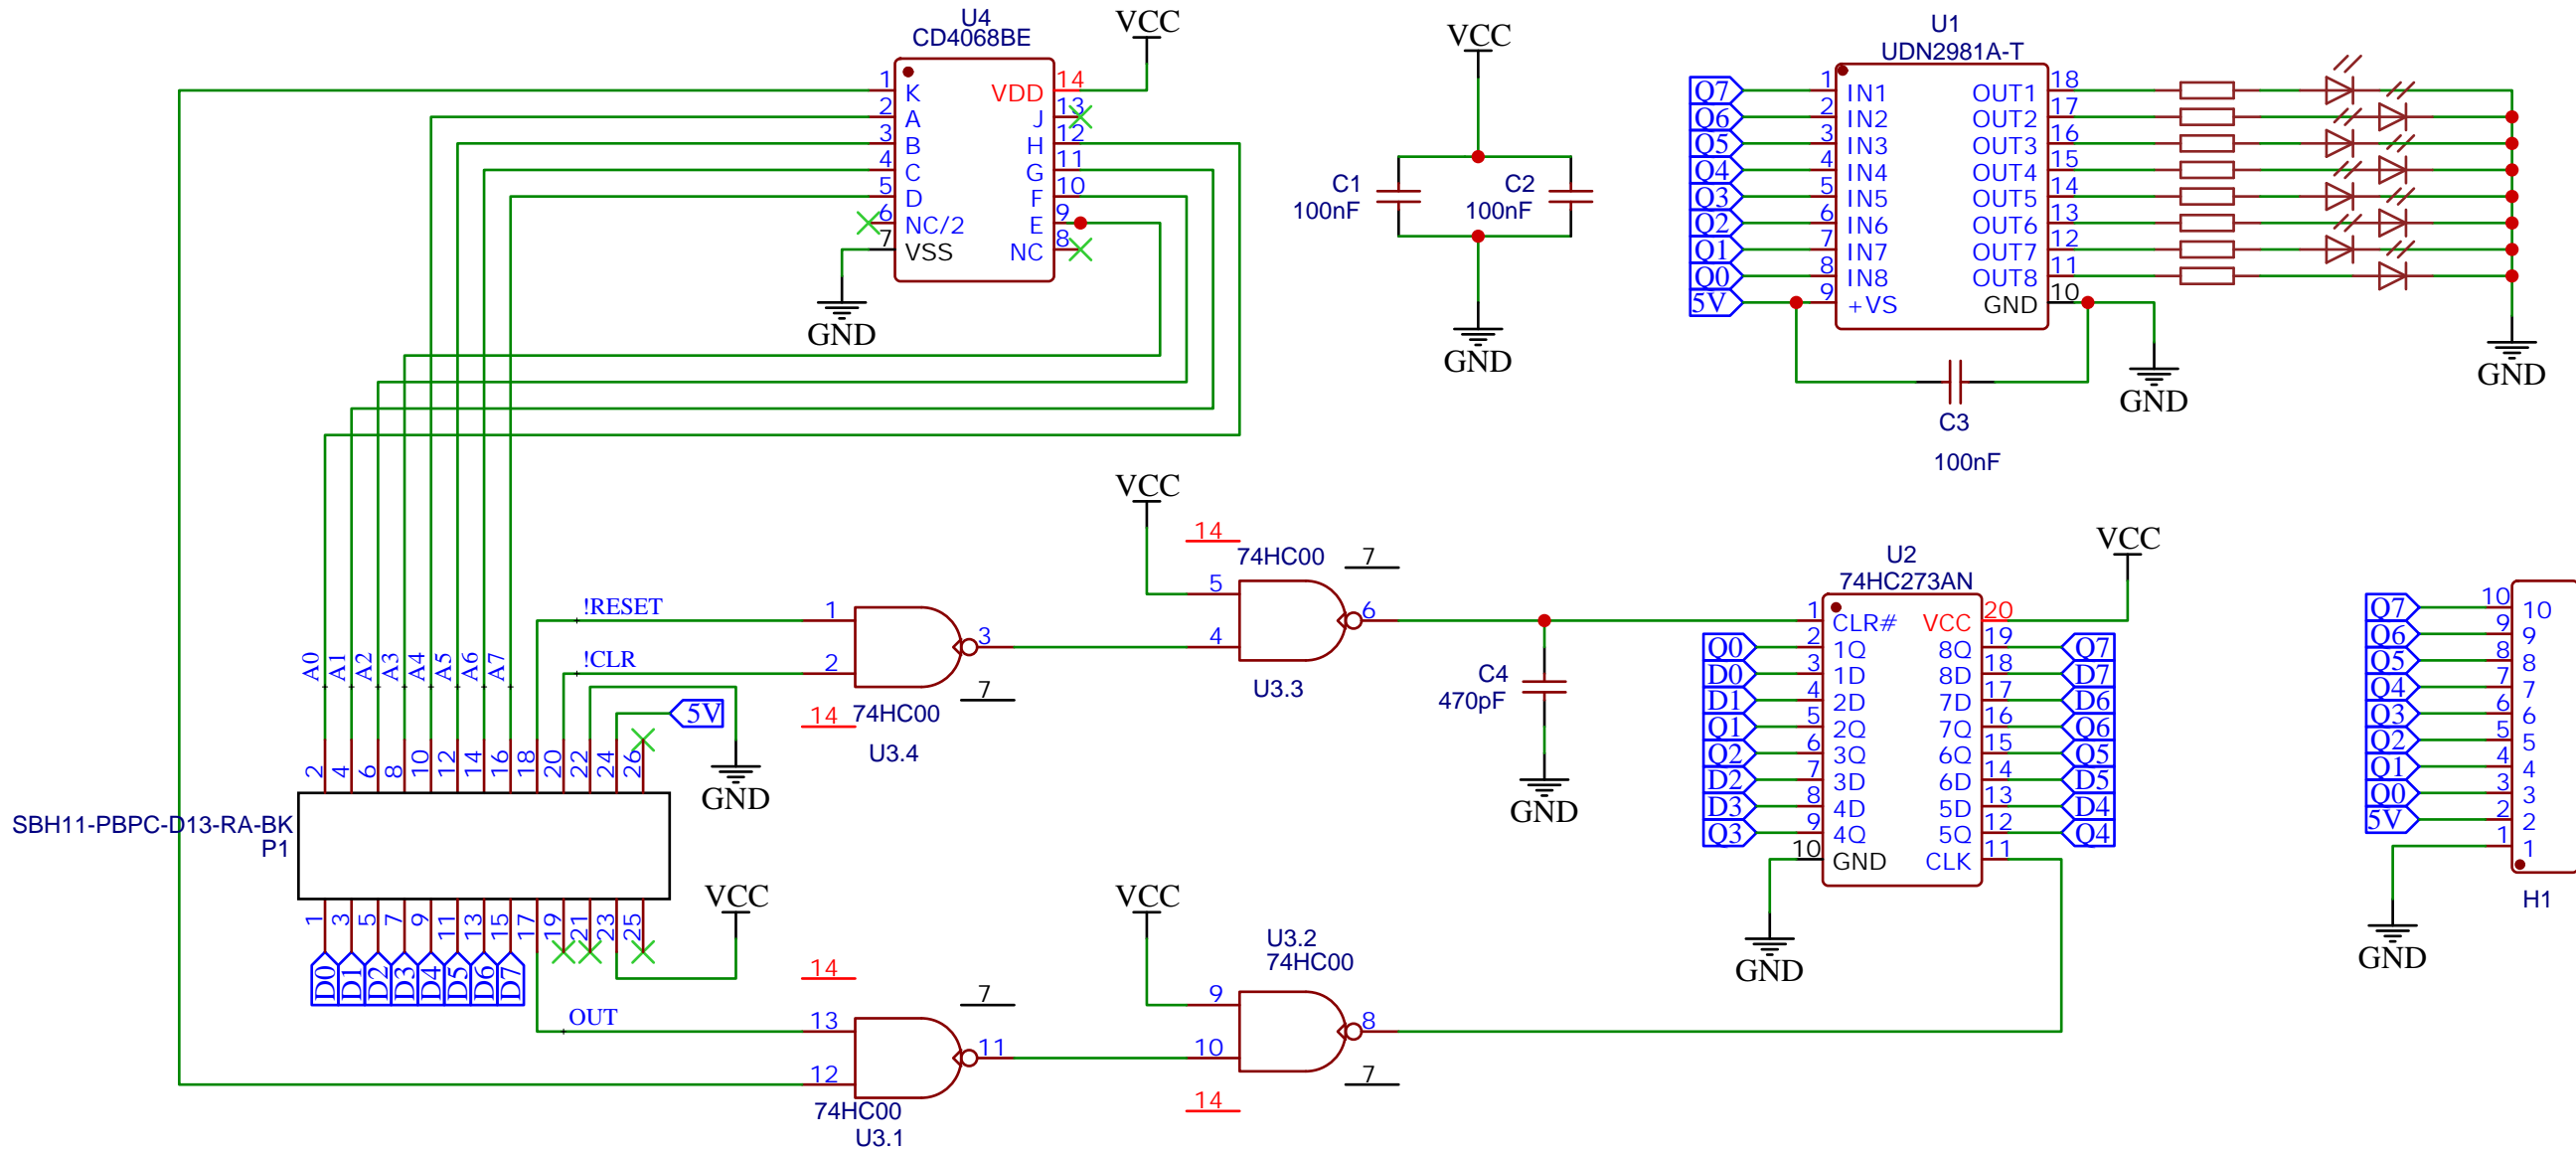 U4
CD4068BE
VCC
1 K VDD 14
2 A J 13
3 B H 12
4 C G 11
5 D F 10
6 NC/2 E 9
7 VSS NC 8
GND
VCC
C1
100nF
C2
100nF
GND
U1
UDN2981A-T
Q7 1 IN1 OUT1 18
Q6 2 IN2 OUT2 17
Q5 3 IN3 OUT3 16
Q4 4 IN4 OUT4 15
Q3 5 IN5 OUT5 14
Q2 6 IN6 OUT6 13
Q1 7 IN7 OUT7 12
Q0 8 IN8 OUT8 11
5V 9 +VS GND 10
GND
GND
C3
100nF
A0 A1 A2 A3 A4 A5 A6 A7
!RESET
!CLR
1
2
3
7
14
74HC00
U3.4
5V
GND
2 4 6 8 10 12 14 16 18 20 22 24 26
SBH11-PBPC-D13-RA-BK
P1
1 3 5 7 9 11 13 15 17 19 21 23 25
D0 D1 D2 D3 D4 D5 D6 D7
VCC
VCC
14
74HC00
7
5
4
6
U3.3
C4
470pF
GND
U2
74HC273AN
VCC
1 CLR# VCC 20
Q0 2 1Q 8Q 19 Q7
D0 3 1D 8D 18 D7
D1 4 2D 7D 17 D6
Q1 5 2Q 7Q 16 Q6
Q2 6 3Q 6Q 15 Q5
D2 7 3D 6D 14 D5
D3 8 4D 5D 13 D4
Q3 9 4Q 5Q 12 Q4
10 GND CLK 11
GND
Q7 10 10
Q6 9 9
Q5 8 8
Q4 7 7
Q3 6 6
Q2 5 5
Q1 4 4
Q0 3 3
5V 2 2
1 1
H1
GND
OUT
14
7
13
12
11
74HC00
U3.1
VCC
U3.2
74HC00
9
10
8
7
14